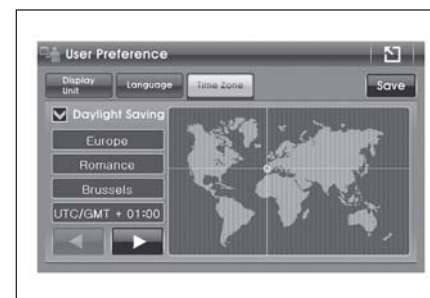 User Preference
Display
Unit
Language
Time Zone
Save
Daylight Saving
Europe
Romance
Brussels
UTC/GMT + 01:00